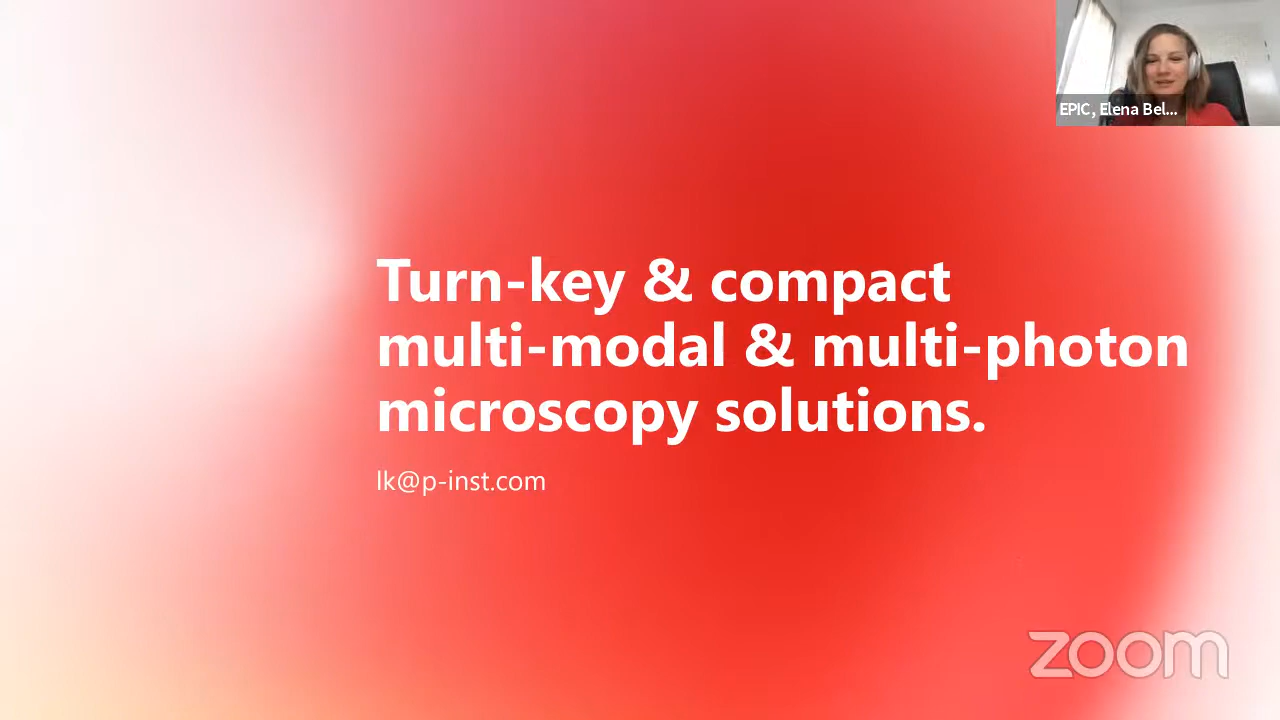 EPIC, Elena Bel...
Turn-key & compact
multi-modal & multi-photon
microscopy solutions.
lk@p-inst.com
zoom